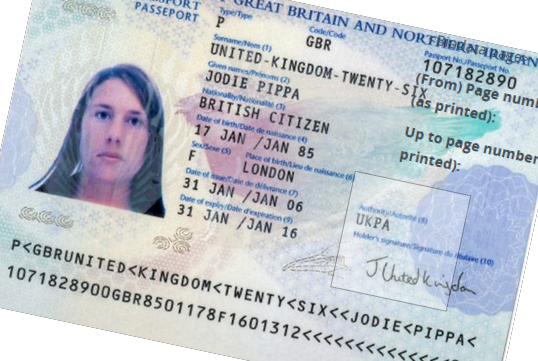 PASSPORT
PASSEPORT
GREAT BRITAIN AND NORTHERN IRELAN
Type/Type
P
Code/Code
GBR
Passport No./Passeport No.
107182890
Surname/Nom (1)
UNITED-KINGDOM-TWENTY-SIX
(From) Page num
Given names/Prénoms (2)
JODIE PIPPA
(as printed):
Nationality/Nationalité (3)
BRITISH CITIZEN
Up to page number
Date of birth/Date de naissance (4)
17 JAN /JAN 85
printed):
Sex/Sexe (5)
Place of birth/Lieu de naissance (6)
F
LONDON
Date of issue/Date de délivrance (7)
31 JAN /JAN 06
Authority/Autorité (8)
UKPA
Date of expiry/Date d'expiration (9)
31 JAN /JAN 16
Holder's signature/Signature du titulaire (10)
J United Kingdom
P<GBRUNITED<KINGDOM<TWENTY<SIX<<JODIE<PIPPA<
1071828900GBR8501178F1601312<<<<<<<<<<<<<<